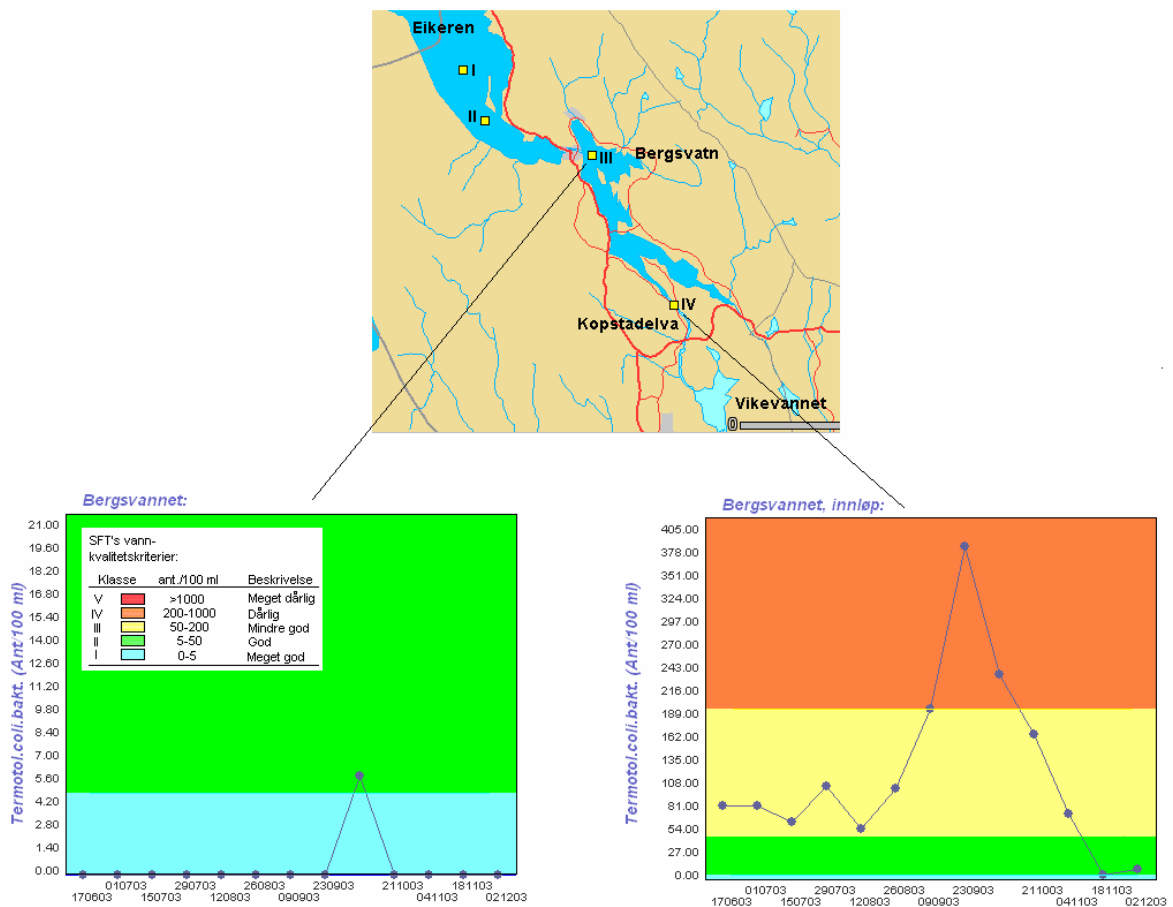 Eikeren
I
II
III
Bergsvatn
IV
Kopstadelva
Vikevannet
0
Bergsvannet:
Termotol.coli.bakt. (Ant/100 ml)
21.00
19.60
18.20
16.80
15.40
14.00
12.60
11.20
9.80
8.40
7.00
5.60
4.20
2.80
1.40
0.00
SFT's vann-
kvalitetskriterier:
Klasse ant./100 ml Beskrivelse
V >1000 Meget dårlig
IV 200-1000 Dårlig
III 50-200 Mindre god
II 5-50 God
I 0-5 Meget god
010703 290703 260803 230903 211003 181103
170603 150703 120803 090903 041103 021203
Bergsvannet, innløp:
Termotol.coli.bakt. (Ant/100 ml)
405.00
378.00
351.00
324.00
297.00
270.00
243.00
216.00
189.00
162.00
135.00
108.00
81.00
54.00
27.00
0.00
010703 290703 260803 230903 211003 181103
170603 150703 120803 090903 041103 021203